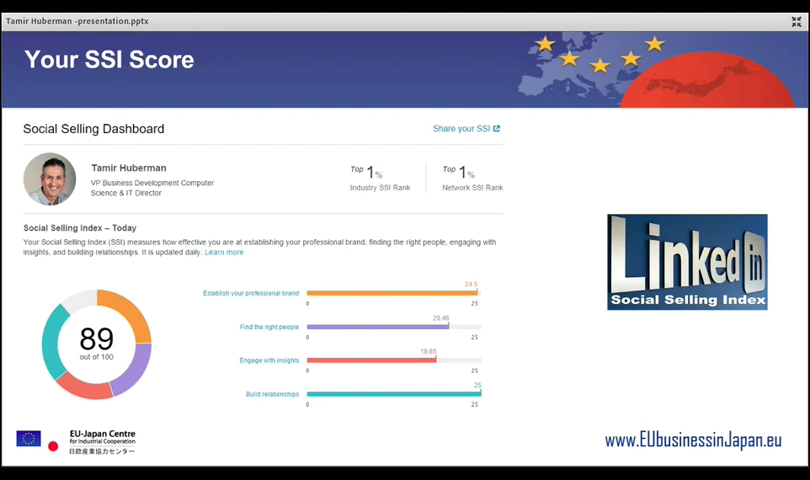 Tamir Huberman -presentation.pptx
Your SSI Score
Social Selling Dashboard
Share your SSI
Tamir Huberman
VP Business Development Computer
Science & IT Director
Top 1%
Industry SSI Rank
Top 1%
Network SSI Rank
Social Selling Index – Today
Your Social Selling Index (SSI) measures how effective you are at establishing your professional brand, finding the right people, engaging with
insights, and building relationships. It is updated daily. Learn more
89
out of 100
24.5
Establish your professional brand
0 25
20.46
Find the right people
0 25
18.65
Engage with insights
0 25
25
Build relationships
0 25
Linked in
Social Selling Index
EU-Japan Centre
for Industrial Cooperation
日欧産業協力センター
www.EUbusinessinJapan.eu